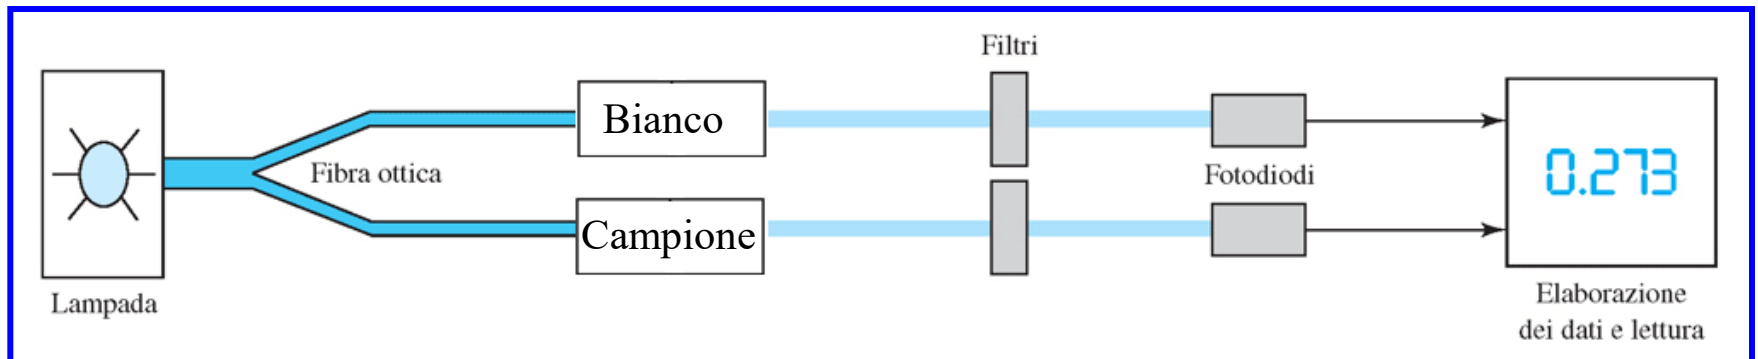 Filtri
Bianco
Fibra ottica
Fotodiodi
0.273
Campione
Lampada
Elaborazione
dei dati e lettura